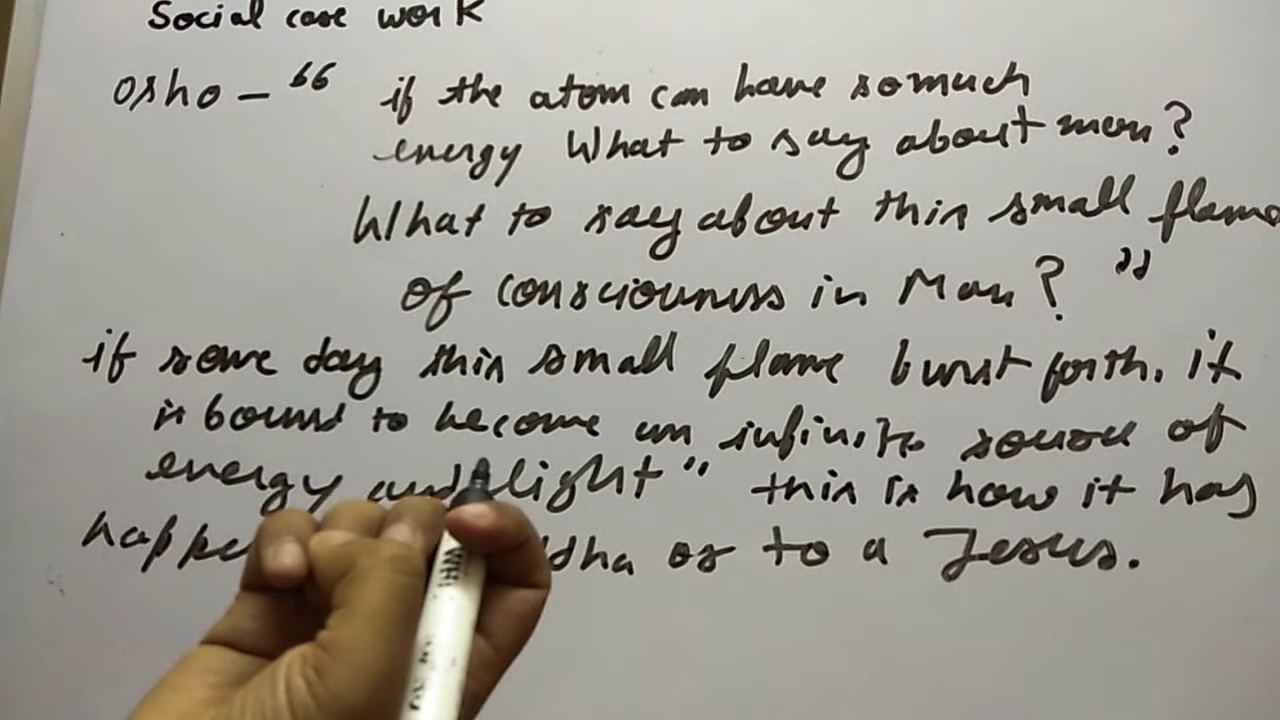 Social case work
Osho – "if the atom can have somuch
energy What to say about man?
What to say about this small flame
of consciousness in Man?"
if some day this small flame burst forth. it
is bound to become an infinite source of
energy and light" this is how it has
happe dha or to a Jesus.